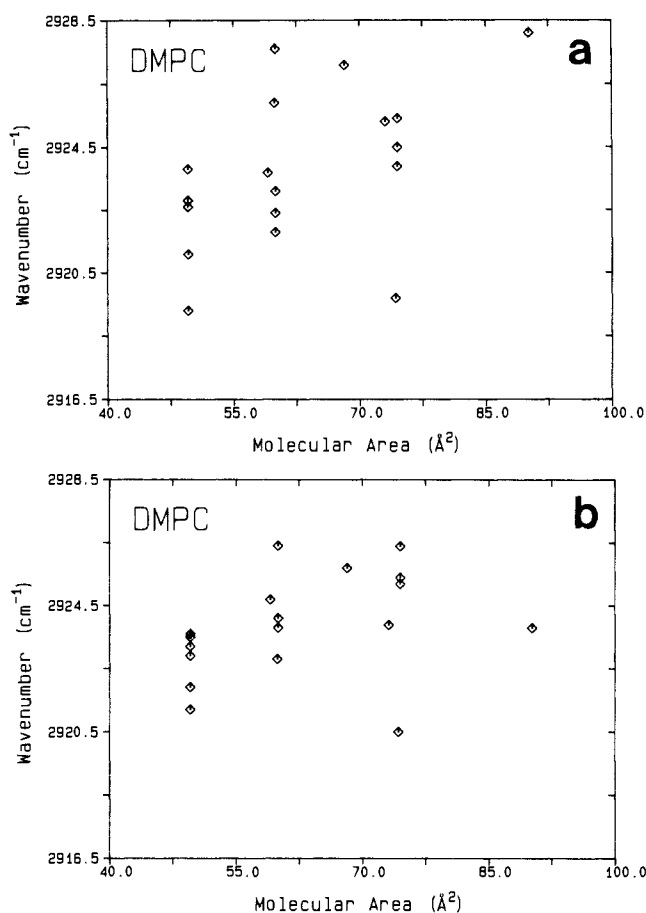 2928.5
DMPC
a
2924.5
2920.5
2916.5
Wavenumber (cm⁻¹)
40.0 55.0 70.0 85.0 100.0
Molecular Area (Å²)
2928.5
DMPC
b
2924.5
2920.5
2916.5
Wavenumber (cm⁻¹)
40.0 55.0 70.0 85.0 100.0
Molecular Area (Å²)